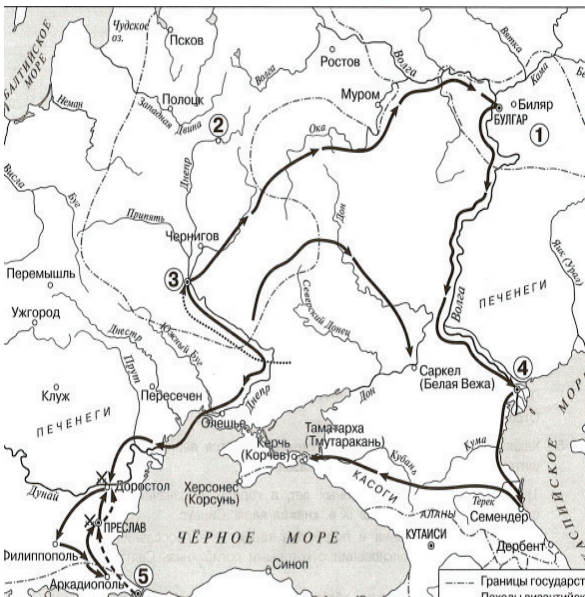 Чудское
оз.
Псков
БАЛТИЙСКОЕ
МОРЕ
Ростов
Волга
Вятка
Кама
Волга
Неман
Западная
Двина
Полоцк
Муром
Биляр
БУЛГАР
1
2
Ока
Висла
Буг
Днепр
Припять
Чернигов
Дон
3
Перемышль
Ужгород
Днестр
Южный Буг
Северский Донец
Волга
Яик (Урал)
ПЕЧЕНЕГИ
4
Прут
Клуж
Пересечен
Саркел
(Белая Вежа)
ПЕЧЕНЕГИ
Олешье
Днепр
Дон
Таматарха
(Тмутаракань)
Керчь
(Корчев)
Кубань
Кума
КАСПИЙСКОЕ МОРЕ
Дунай
Доростол
Херсонес
(Корсунь)
КАСОГИ
Терек
Семендер
ПРЕСЛАВ
АЛАНЫ
КУТАИСИ
Дербент
Филиппополь
ЧЁРНОЕ МОРЕ
Аркадиополь
5
Синоп
Границы государств